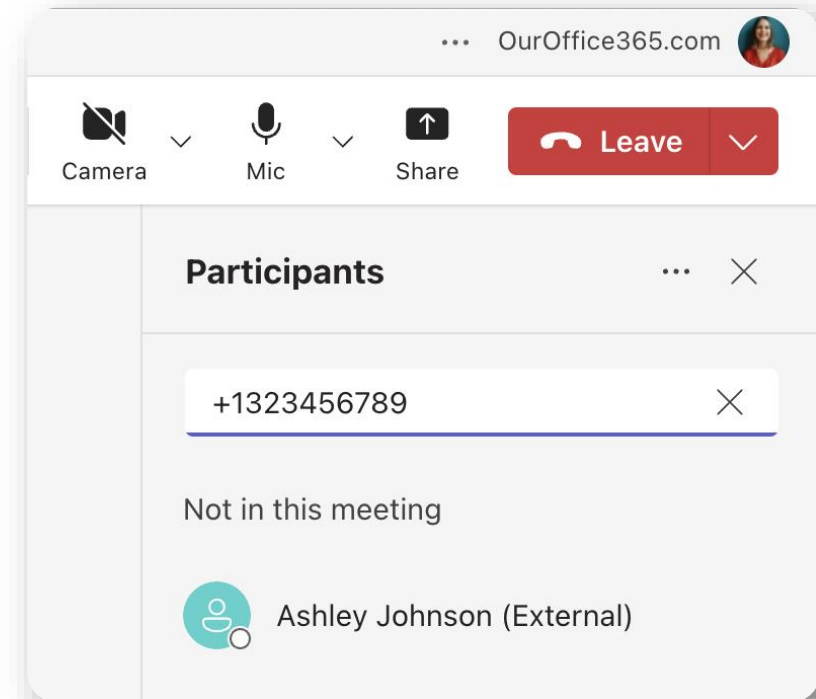 OurOffice365.com
Camera
Mic
Share
Leave
Participants
+1323456789
Not in this meeting
Ashley Johnson (External)